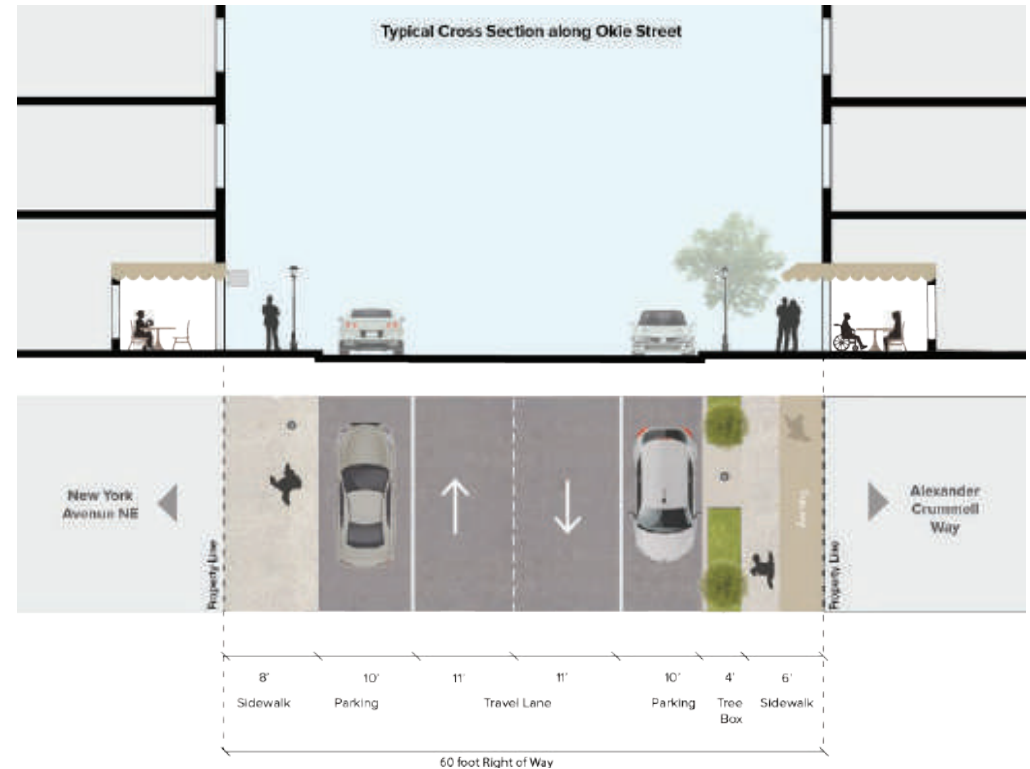 Typical Cross Section along Okie Street
New York
Avenue NE
Property Line
Awning
Property Line
Alexander
Crummell
Way
8' 10' 11' 11' 10' 4' 6'
Sidewalk Parking Travel Lane Parking Tree Sidewalk
Box
60 foot Right of Way